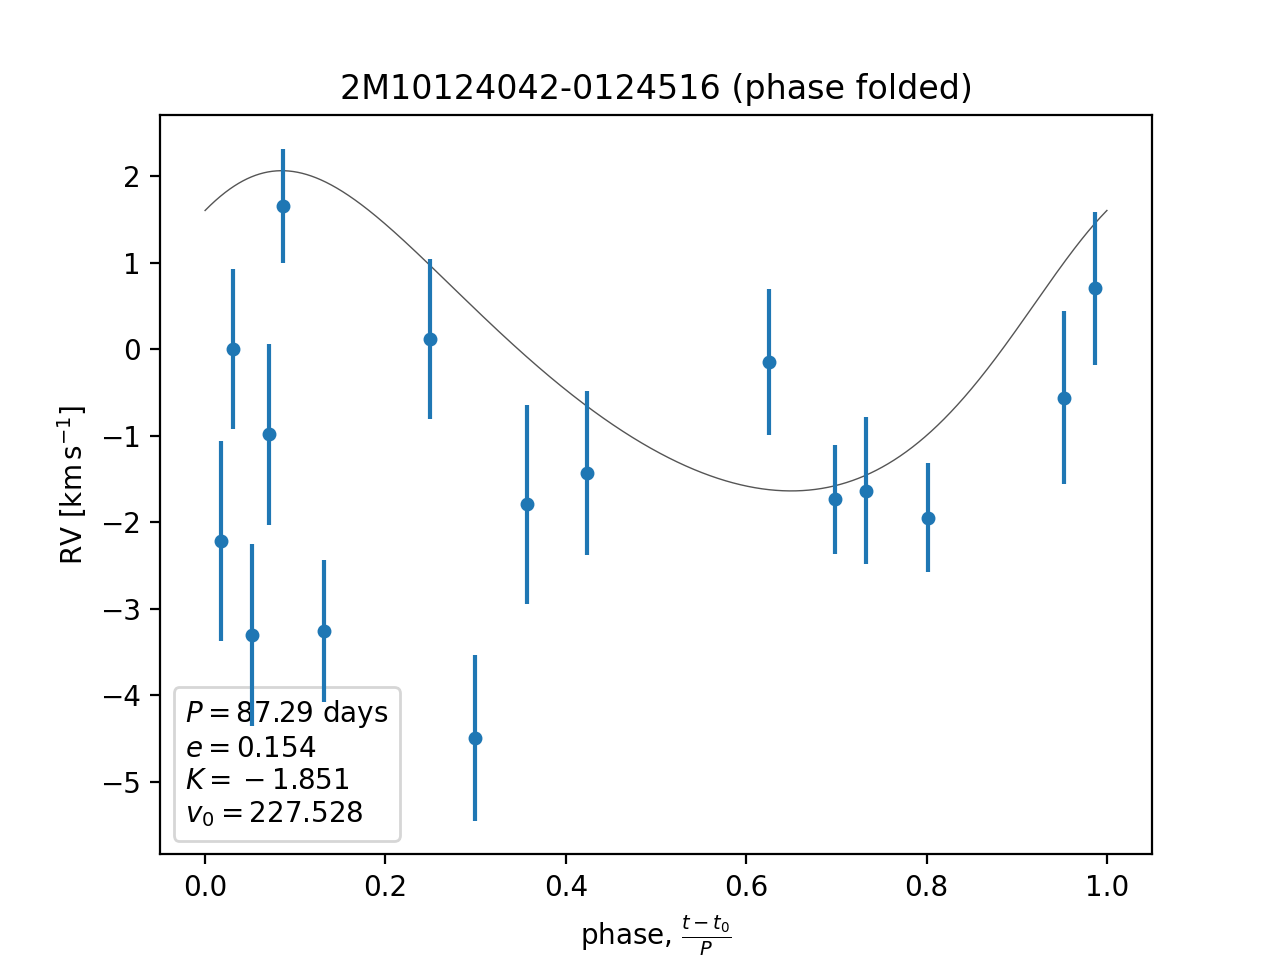 2M10124042-0124516 (phase folded)
2
1
0
−1
−2
−3
−4
−5
RV [km s⁻¹]
P = 87.29 days
e = 0.154
K = −1.851
v₀ = 227.528
0.0 0.2 0.4 0.6 0.8 1.0
phase, (t − t₀)/P